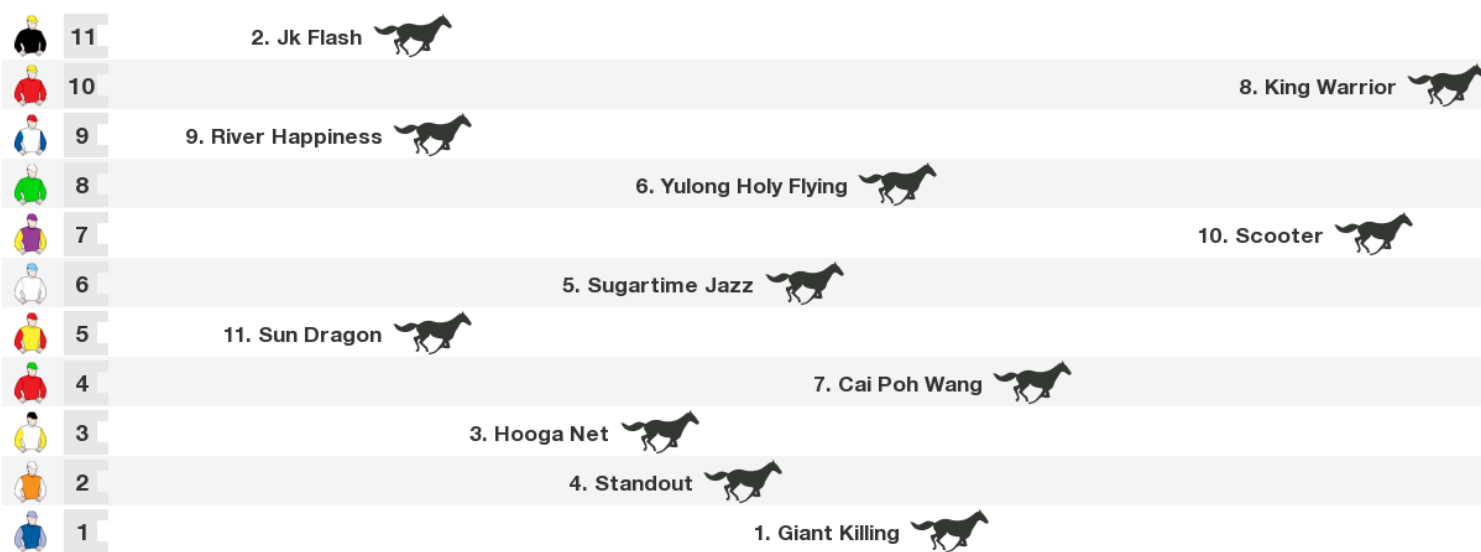 11 2. Jk Flash
10 8. King Warrior
9 9. River Happiness
8 6. Yulong Holy Flying
7 10. Scooter
6 5. Sugartime Jazz
5 11. Sun Dragon
4 7. Cai Poh Wang
3 3. Hooga Net
2 4. Standout
1 1. Giant Killing